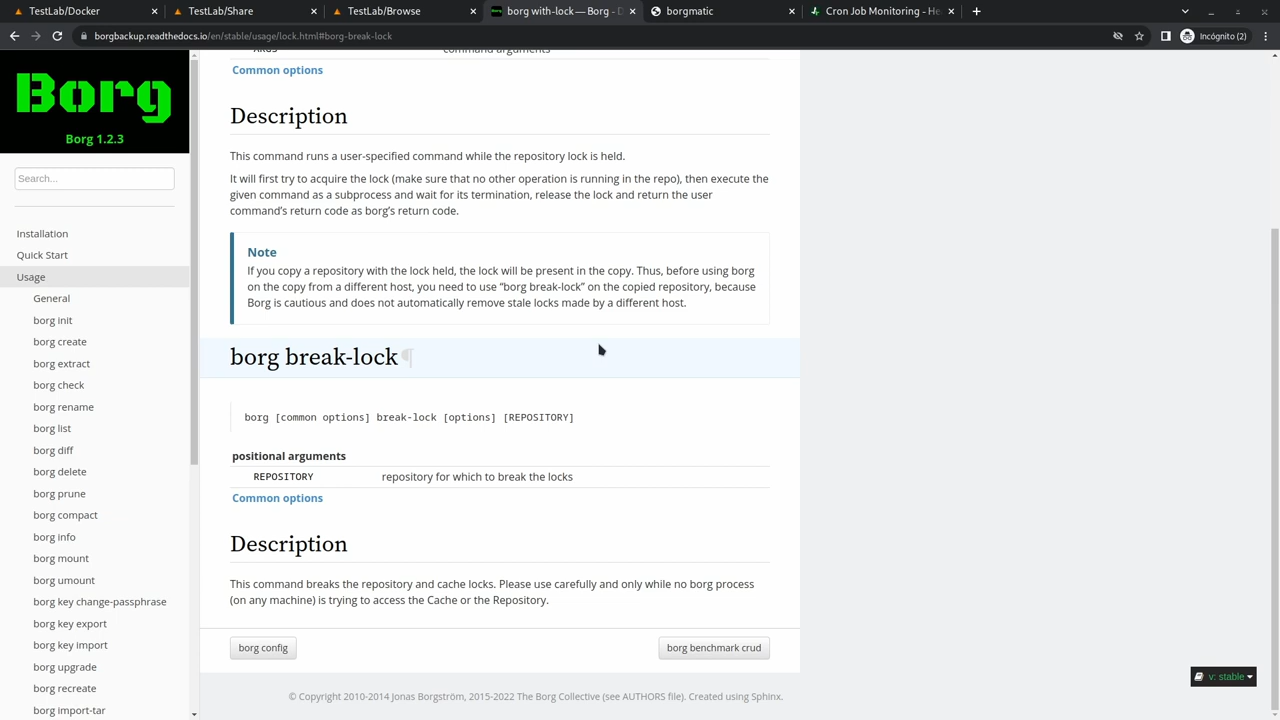 TestLab/Docker
TestLab/Share
TestLab/Browse
borg with-lock — Borg - D
borgmatic
Cron Job Monitoring - He
borgbackup.readthedocs.io/en/stable/usage/lock.html#borg-break-lock
Incógnito (2)
Borg
Borg 1.2.3
Search...
Installation
Quick Start
Usage
General
borg init
borg create
borg extract
borg check
borg rename
borg list
borg diff
borg delete
borg prune
borg compact
borg info
borg mount
borg umount
borg key change-passphrase
borg key export
borg key import
borg upgrade
borg recreate
borg import-tar
ARGS command arguments
Common options
Description
This command runs a user-specified command while the repository lock is held.
It will first try to acquire the lock (make sure that no other operation is running in the repo), then execute the
given command as a subprocess and wait for its termination, release the lock and return the user
command’s return code as borg’s return code.
Note
If you copy a repository with the lock held, the lock will be present in the copy. Thus, before using borg
on the copy from a different host, you need to use “borg break-lock” on the copied repository, because
Borg is cautious and does not automatically remove stale locks made by a different host.
borg break-lock¶
borg [common options] break-lock [options] [REPOSITORY]
positional arguments
REPOSITORY repository for which to break the locks
Common options
Description
This command breaks the repository and cache locks. Please use carefully and only while no borg process
(on any machine) is trying to access the Cache or the Repository.
borg config
borg benchmark crud
© Copyright 2010-2014 Jonas Borgström, 2015-2022 The Borg Collective (see AUTHORS file). Created using Sphinx.
v: stable